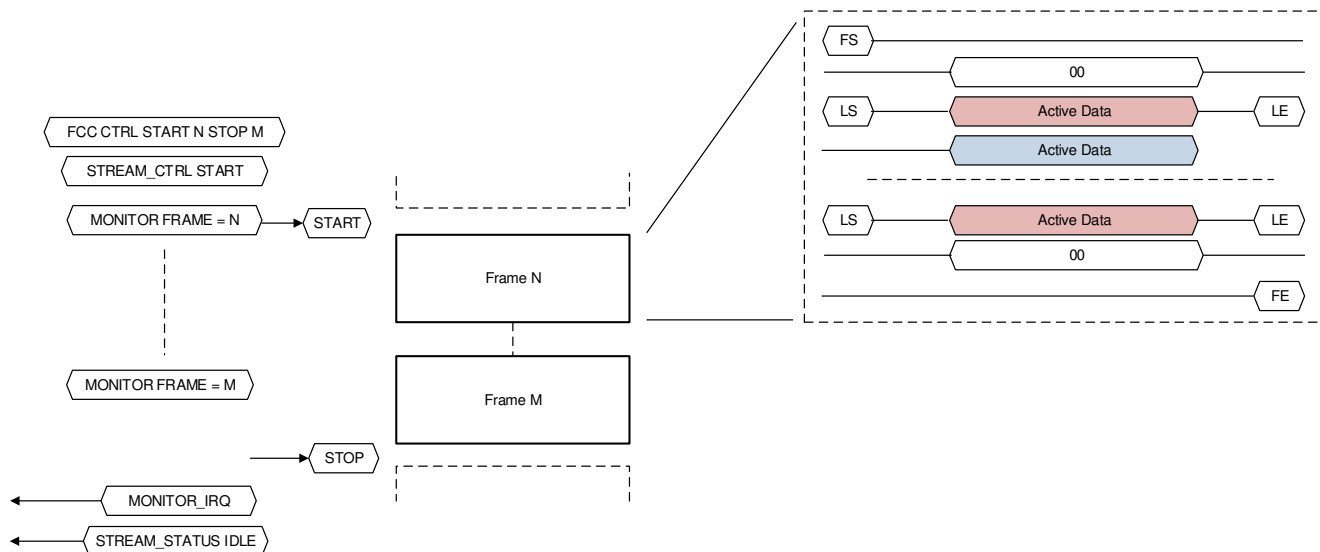 FCC CTRL START N STOP M
STREAM_CTRL START
MONITOR FRAME = N
START
MONITOR FRAME = M
STOP
MONITOR_IRQ
STREAM_STATUS IDLE
Frame N
Frame M
FS
00
LS Active Data LE
Active Data
LS Active Data LE
00
FE